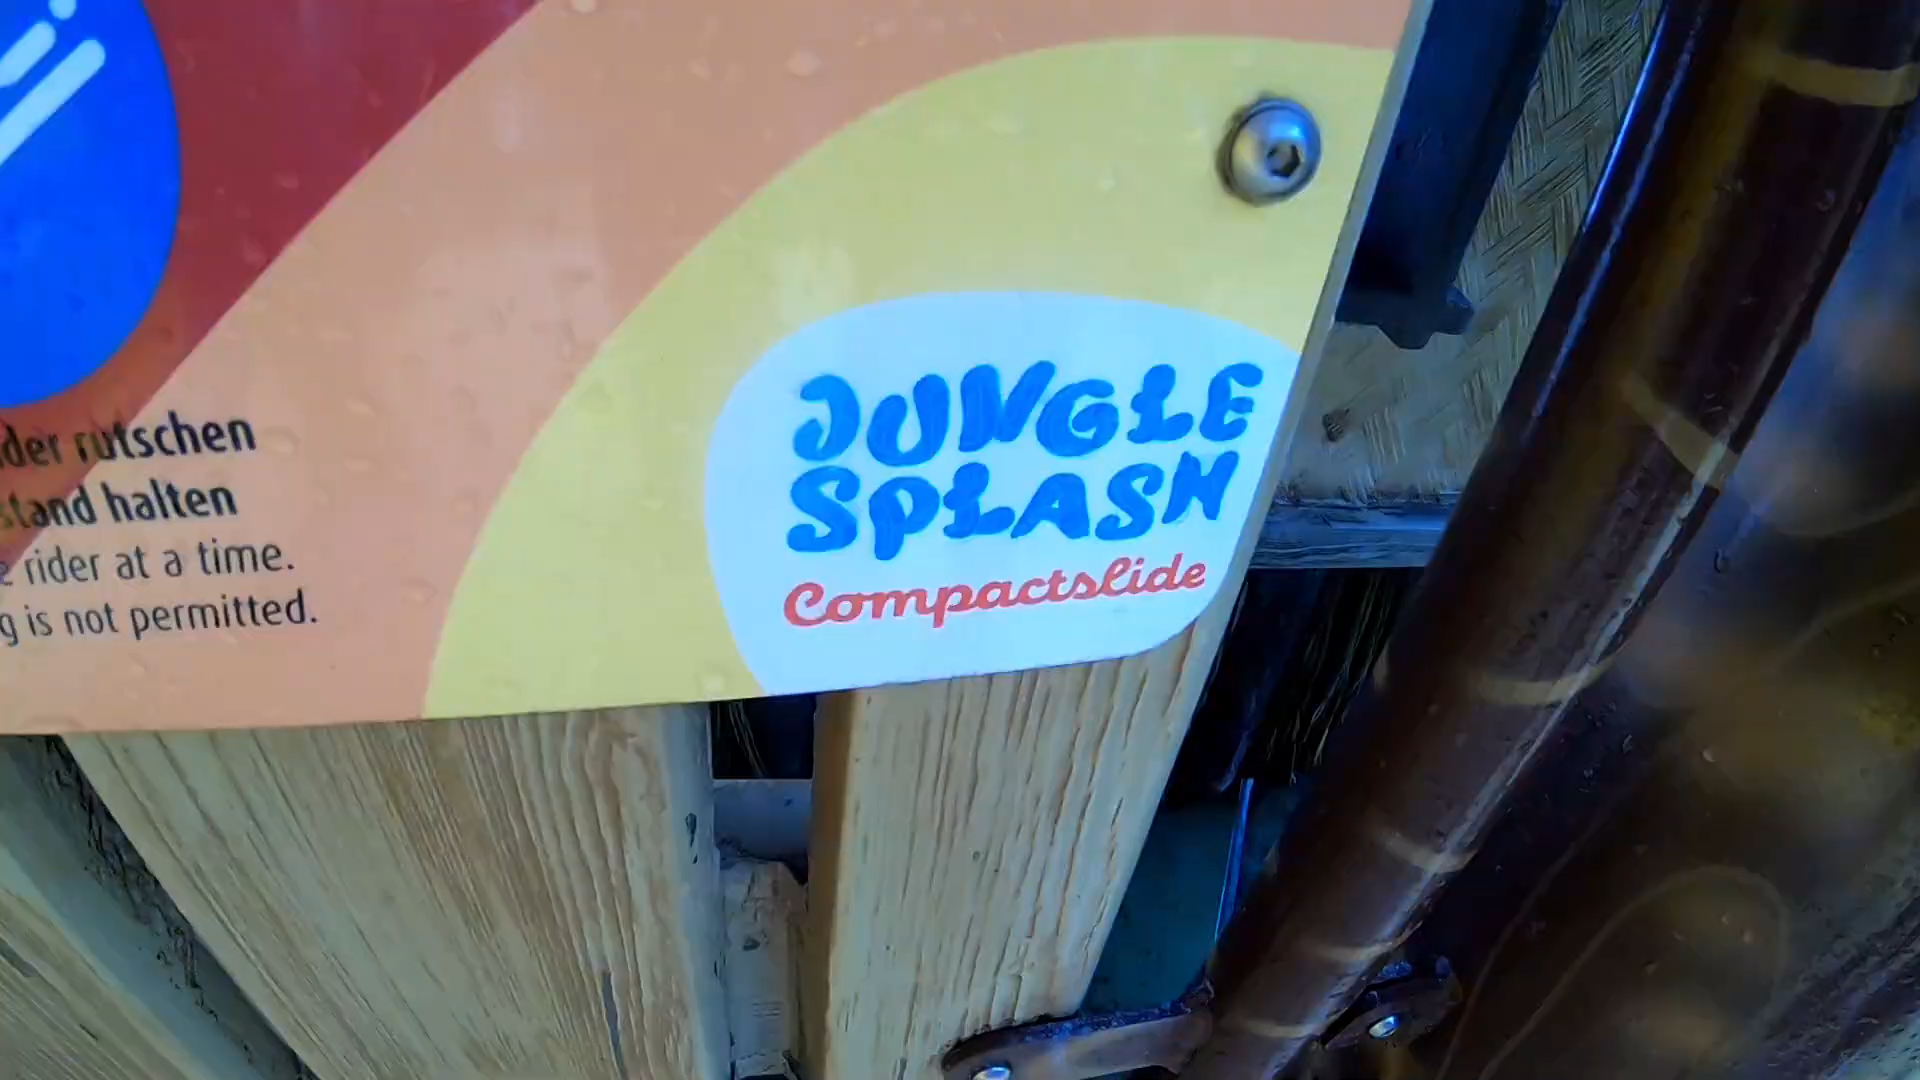 der rutschen
stand halten
rider at a time.
g is not permitted.
JUNGLE
SPLASH
Compactslide